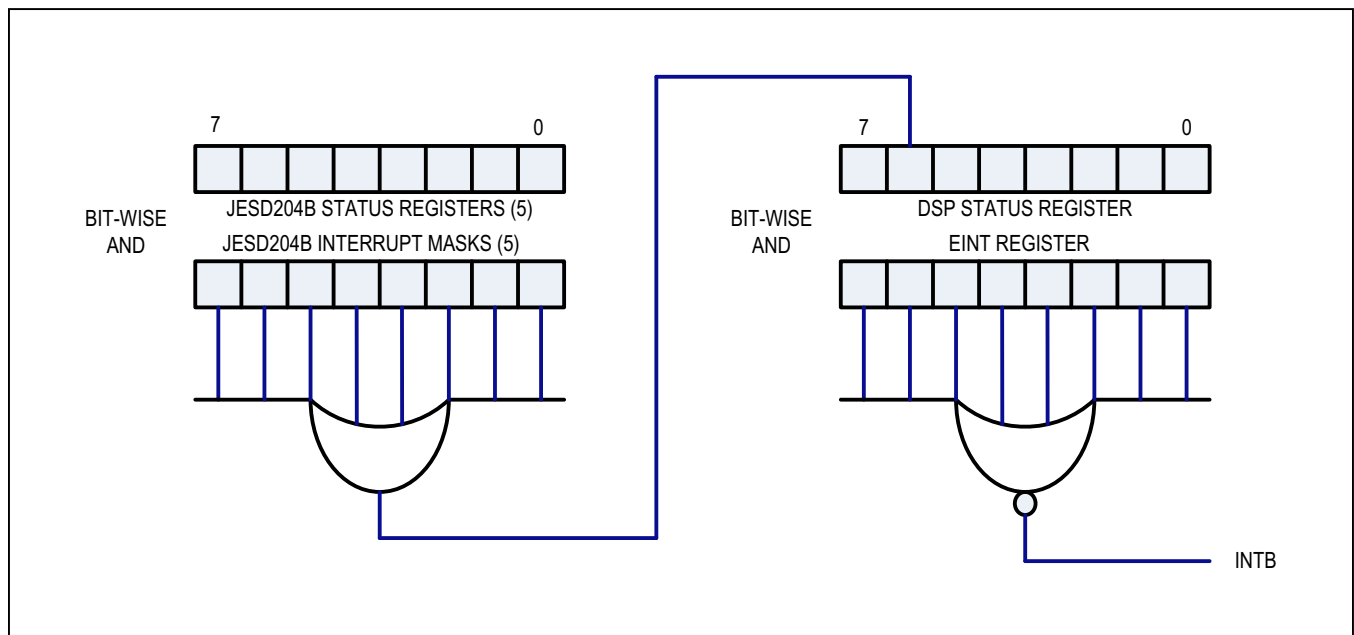 7 0
JESD204B STATUS REGISTERS (5)
BIT-WISE
AND
JESD204B INTERRUPT MASKS (5)
7 0
DSP STATUS REGISTER
BIT-WISE
AND
EINT REGISTER
INTB